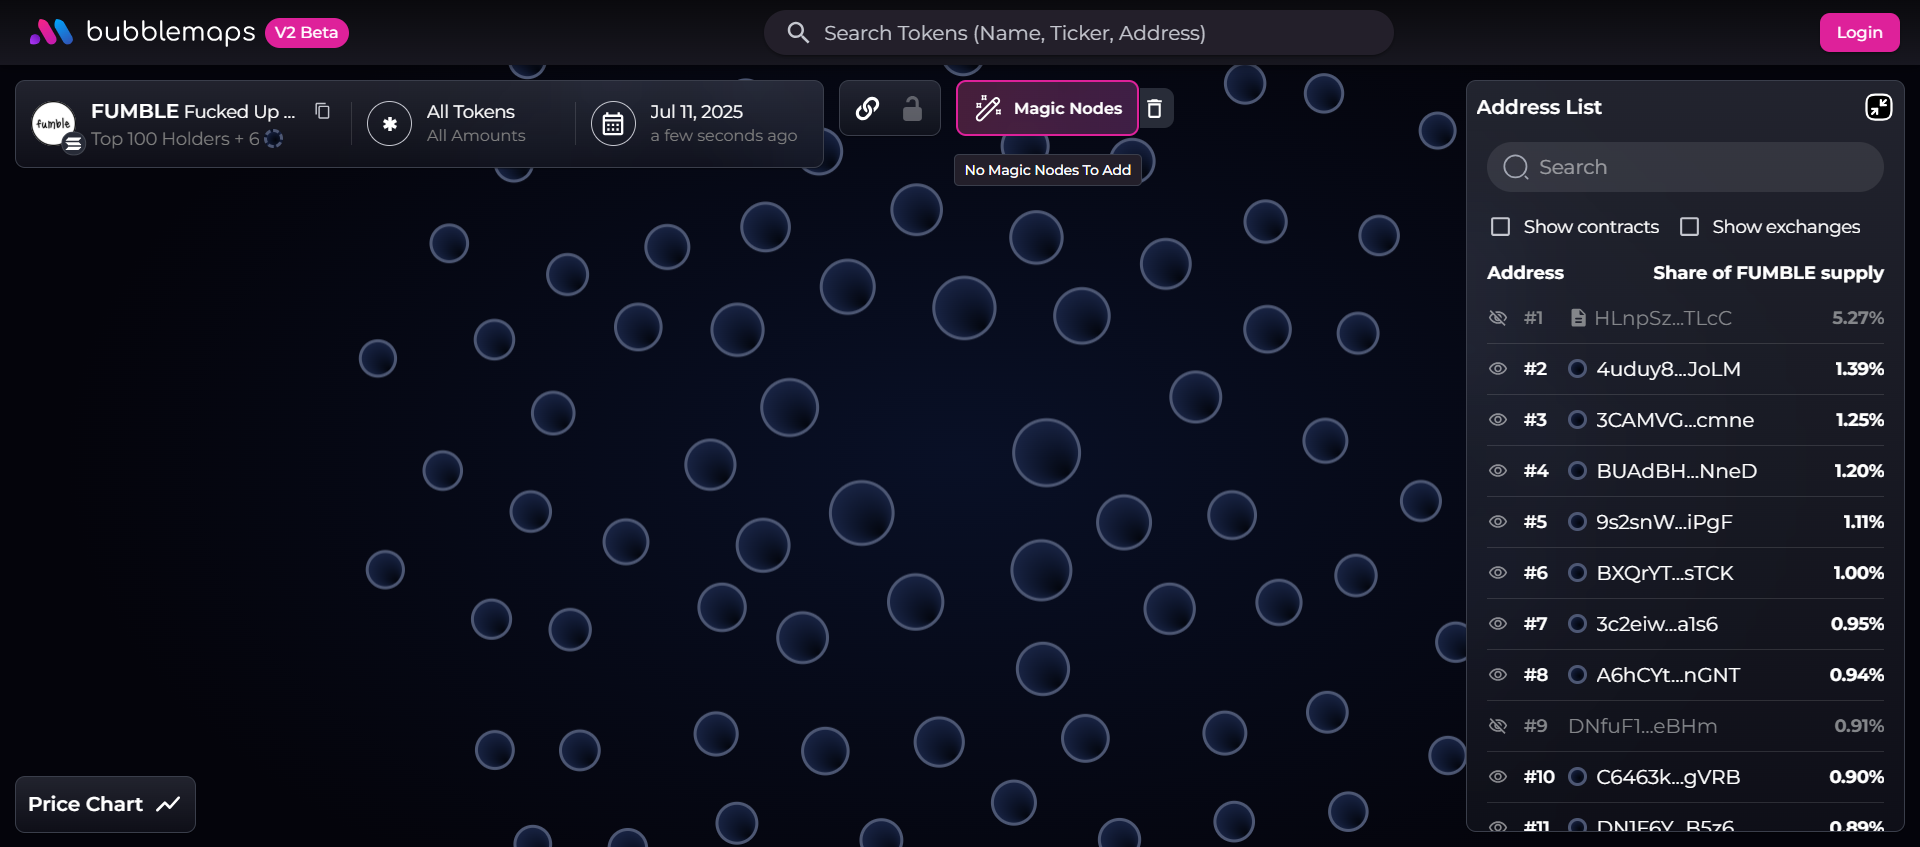 bubblemaps V2 Beta
Search Tokens (Name, Ticker, Address)
Login
FUMBLE Fucked Up ...
Top 100 Holders + 6
fumble
All Tokens
All Amounts
Jul 11, 2025
a few seconds ago
Magic Nodes
No Magic Nodes To Add
Address List
Search
Show contracts Show exchanges
Address Share of FUMBLE supply
#1 HLnpSz...TLcC 5.27%
#2 4uduy8...JoLM 1.39%
#3 3CAMVG...cmne 1.25%
#4 BUAdBH...NneD 1.20%
#5 9s2snW...iPgF 1.11%
#6 BXQrYT...sTCK 1.00%
#7 3c2eiw...a1s6 0.95%
#8 A6hCYt...nGNT 0.94%
#9 DNfuF1...eBHm 0.91%
#10 C6463k...gVRB 0.90%
#11 0.89%
Price Chart